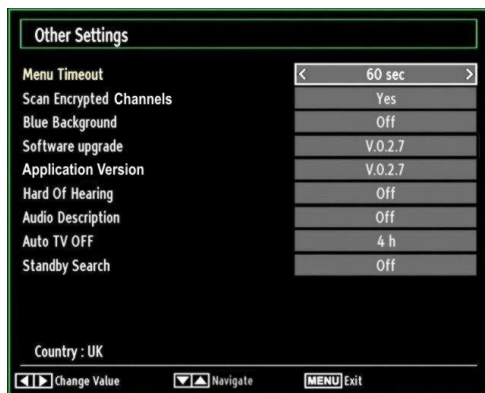 Other Settings
Menu Timeout < 60 sec >
Scan Encrypted Channels Yes
Blue Background Off
Software upgrade V.0.2.7
Application Version V.0.2.7
Hard Of Hearing Off
Audio Description Off
Auto TV OFF 4 h
Standby Search Off
Country : UK
Change Value Navigate MENU Exit